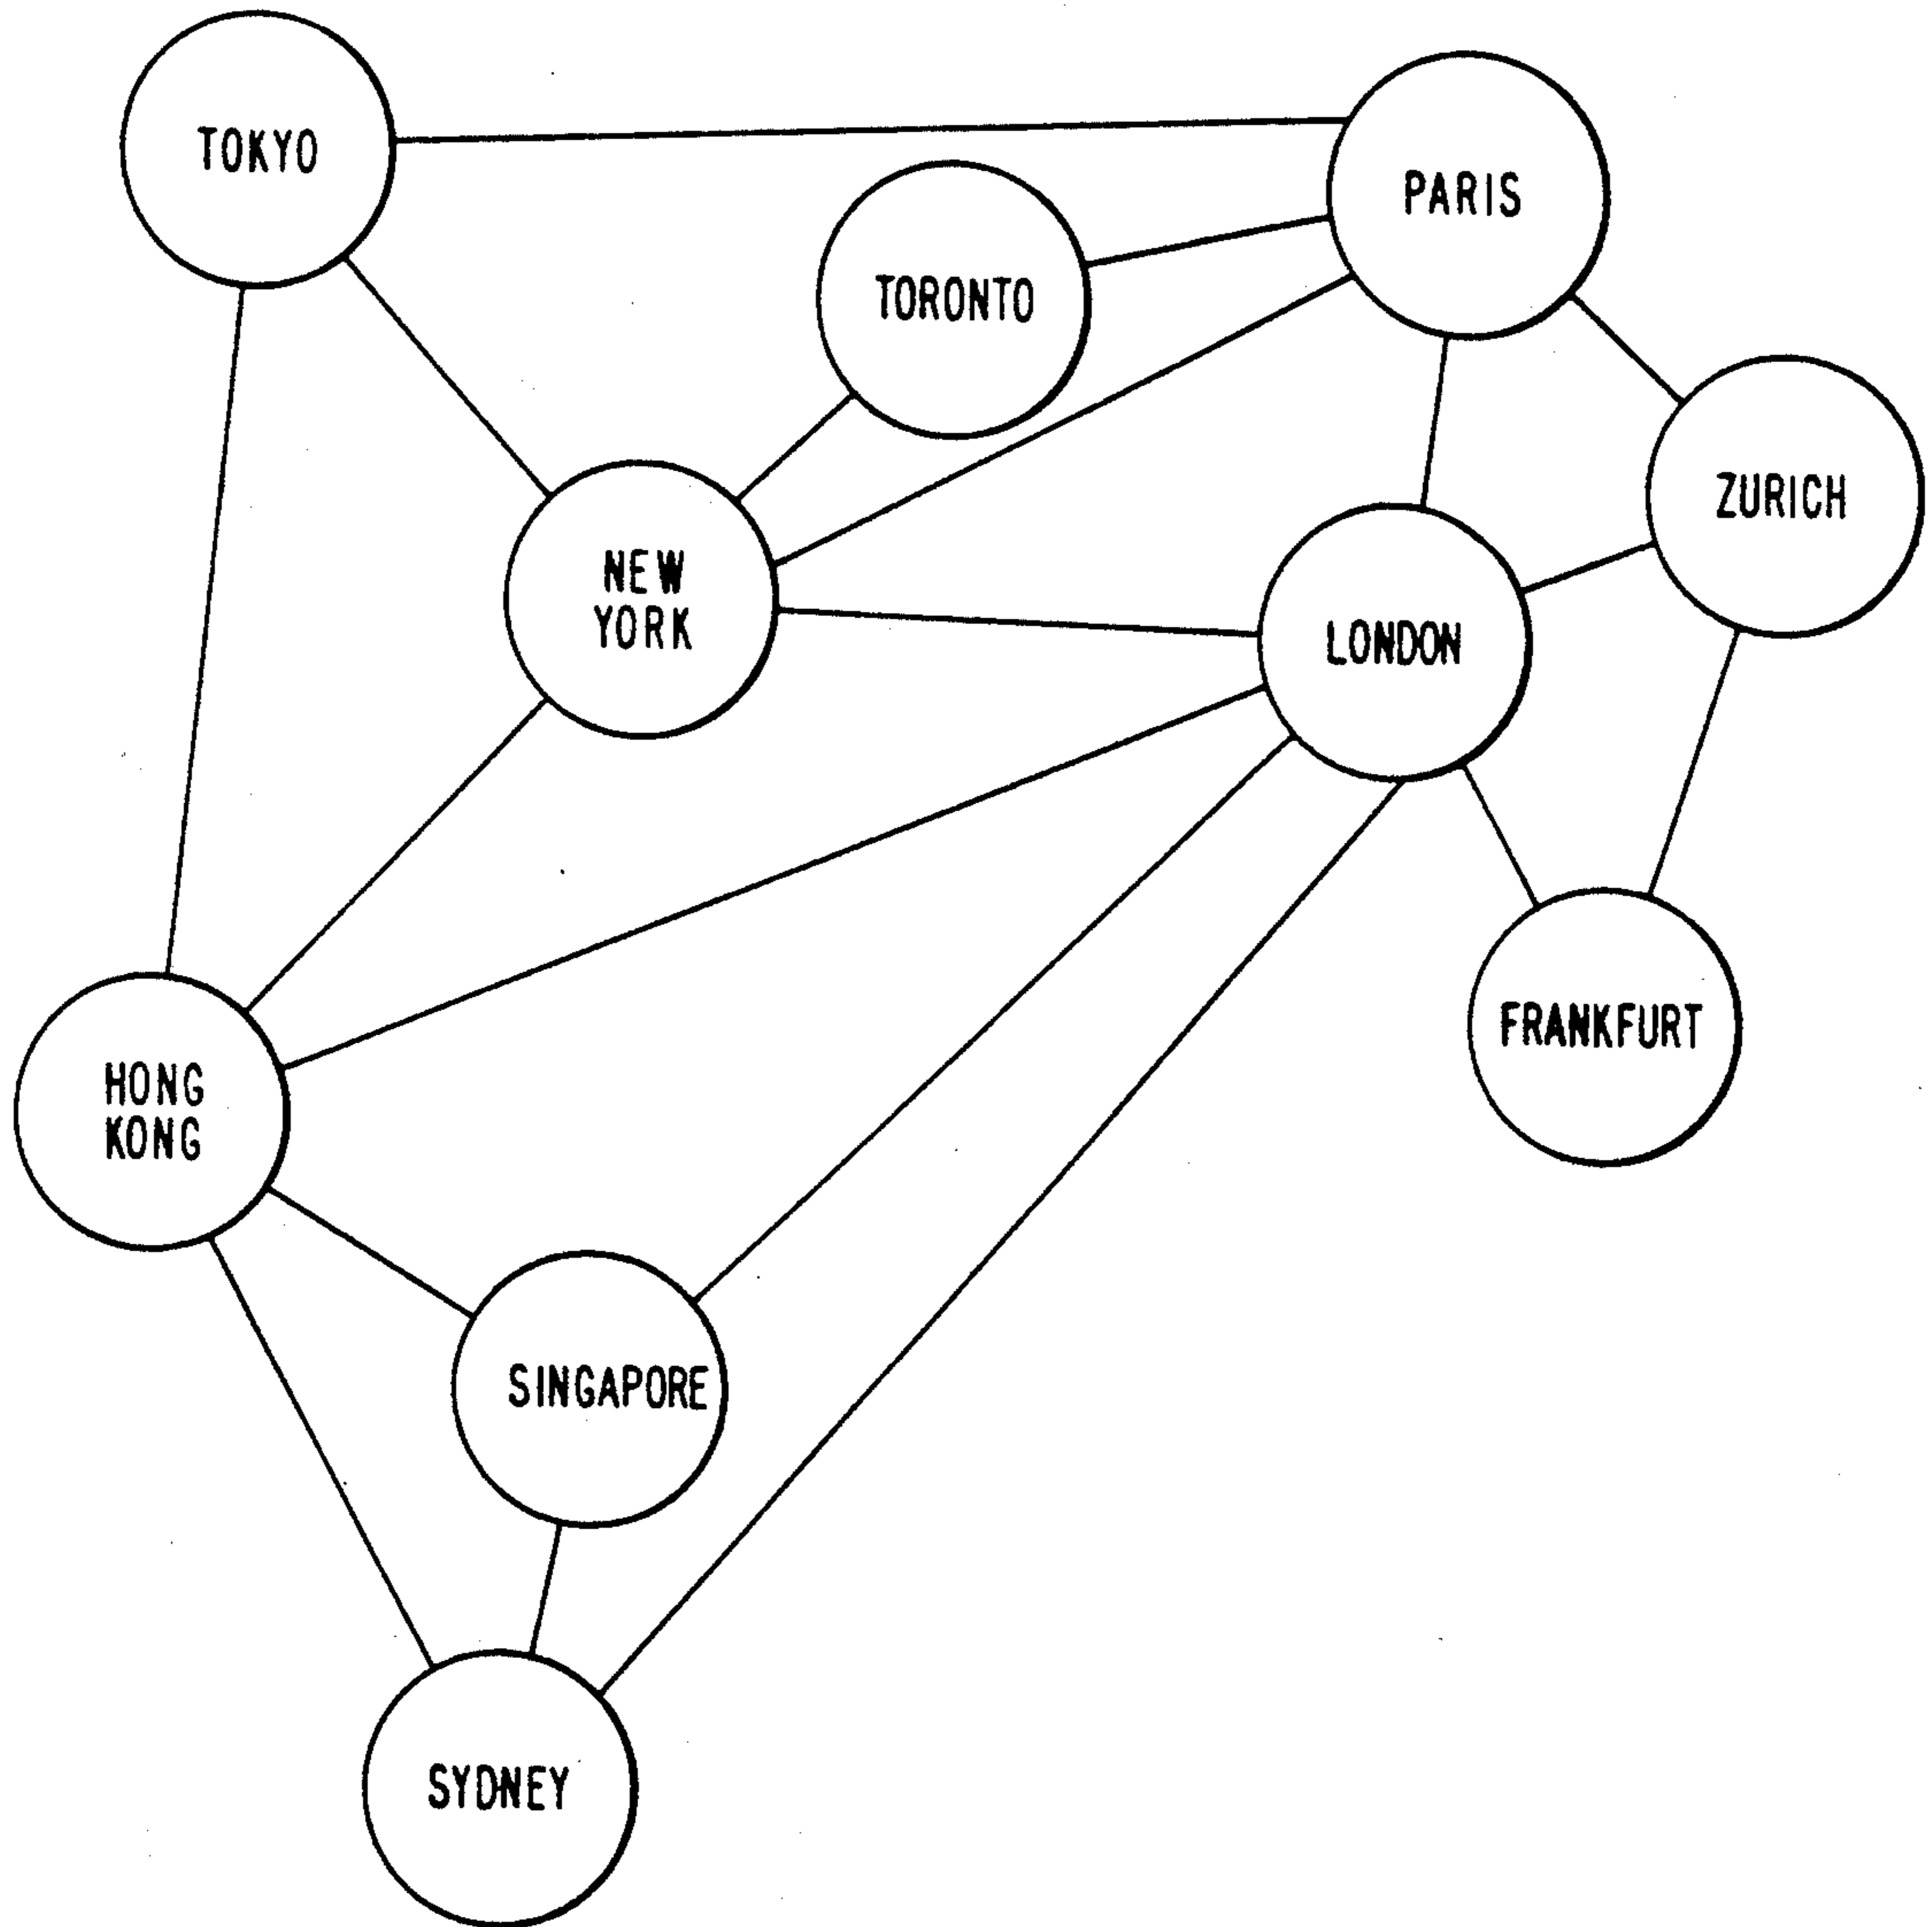 TOKYO
PARIS
TORONTO
ZURICH
NEW
YORK
LONDON
FRANKFURT
HONG
KONG
SINGAPORE
SYDNEY